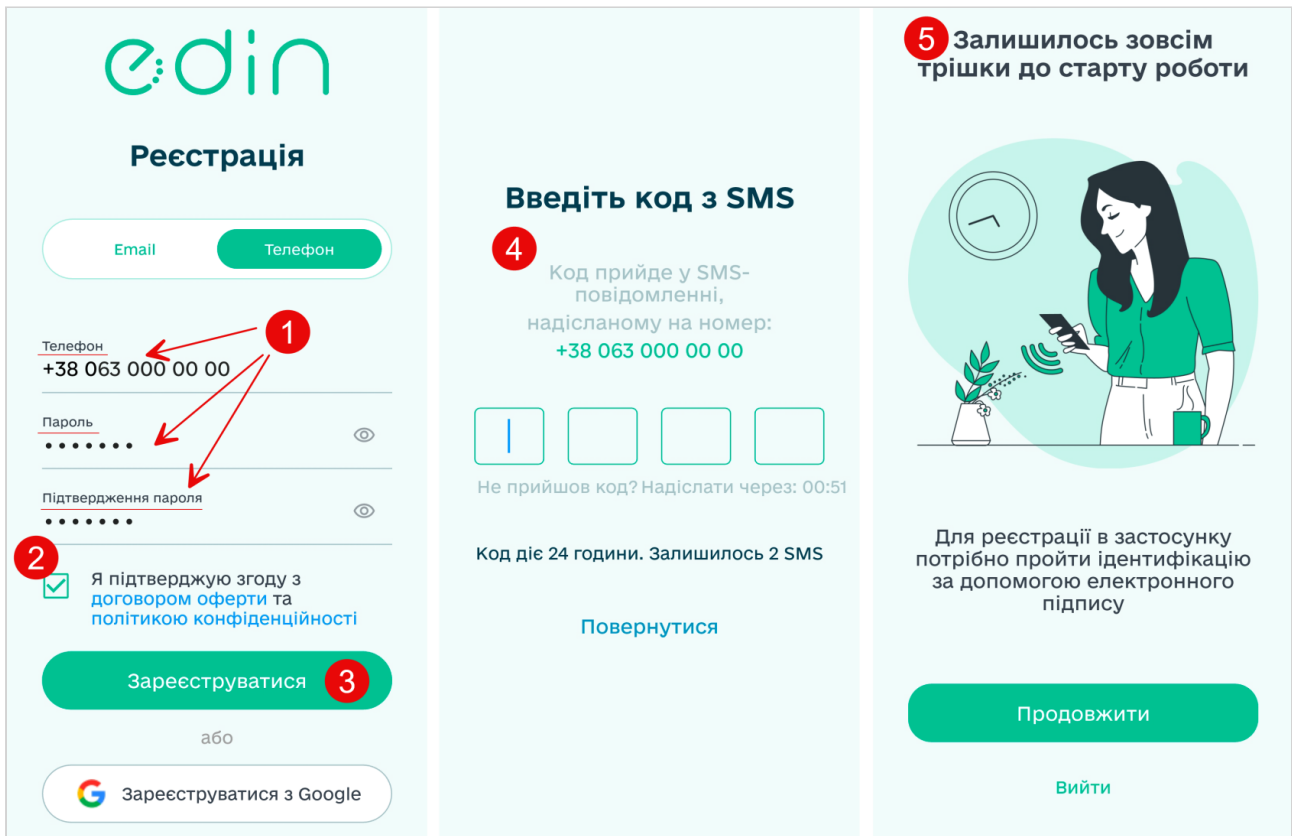 edin
Реєстрація
Email
Телефон
1
Телефон
+38 063 000 00 00
Пароль
Підтвердження пароля
2
Я підтверджую згоду з
договором оферти та
політикою конфіденційності
Зареєструватися
3
або
Зареєструватися з Google
Введіть код з SMS
4
Код прийде у SMS-
повідомленні,
надісланому на номер:
+38 063 000 00 00
Не прийшов код? Надіслати через: 00:51
Код діє 24 години. Залишилось 2 SMS
Повернутися
5
Залишилось зовсім
трішки до старту роботи
Для реєстрації в застосунку
потрібно пройти ідентифікацію
за допомогою електронного
підпису
Продовжити
Вийти